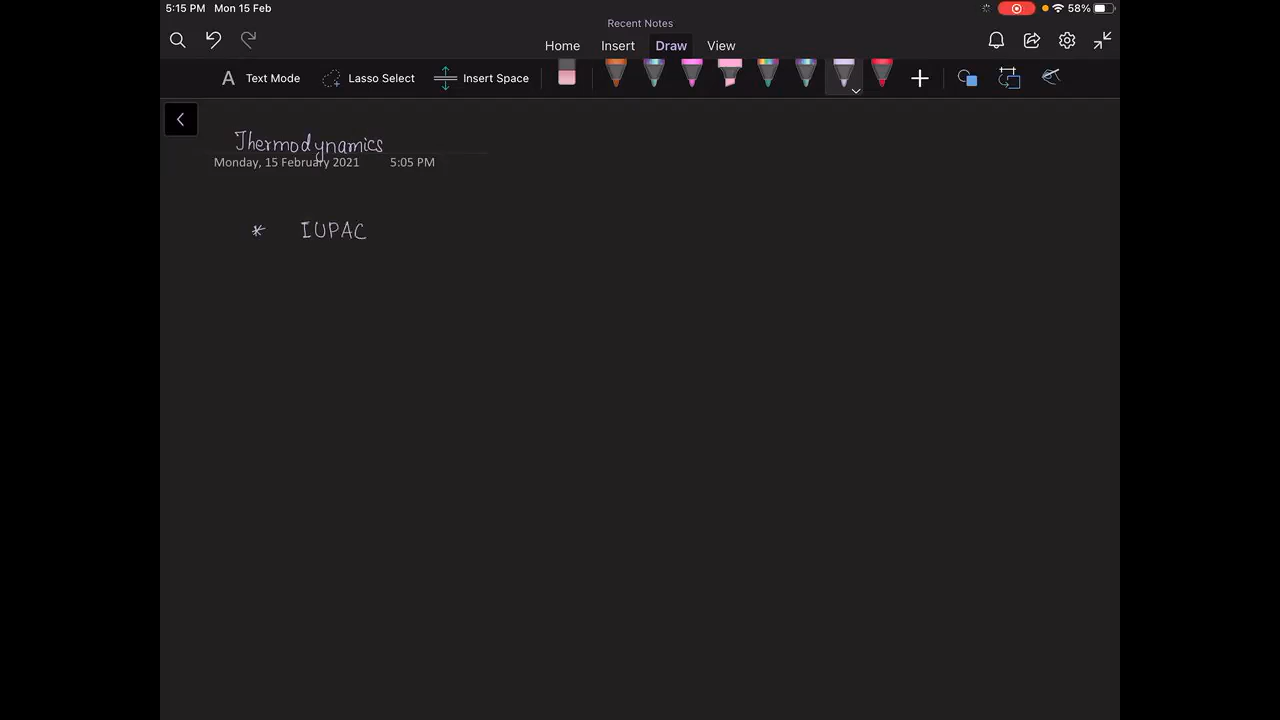 5:15 PM Mon 15 Feb 58%
Recent Notes
Home Insert Draw View
A Text Mode Lasso Select Insert Space
Thermodynamics
Monday, 15 February 2021 5:05 PM
* IUPAC